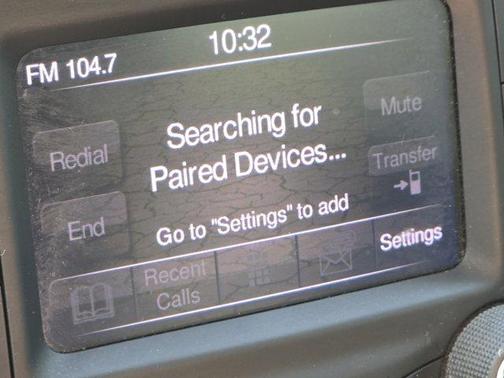 FM 104.7
10:32
Redial
Searching for
Paired Devices...
Mute
Transfer
End
Go to "Settings" to add
Recent
Calls
Settings